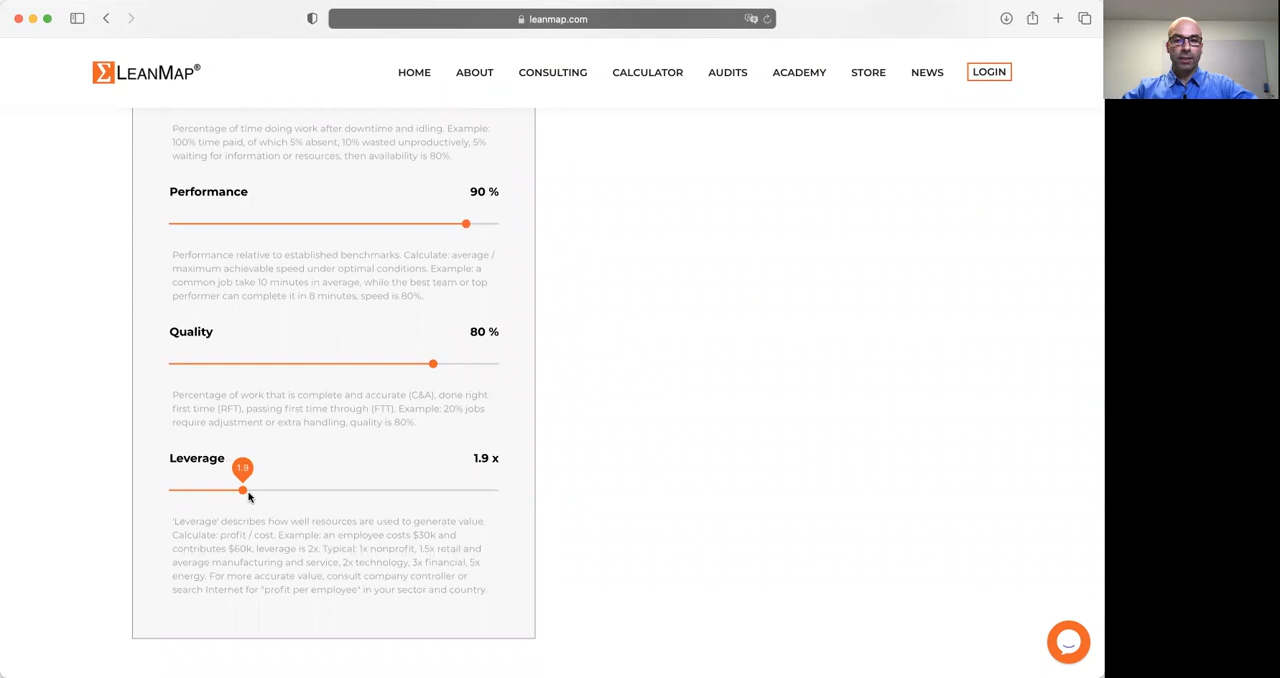 leanmap.com
LEANMAP®
HOME ABOUT CONSULTING CALCULATOR AUDITS ACADEMY STORE NEWS LOGIN
Percentage of time doing work after downtime and idling. Example:
100% time paid, of which 5% absent, 10% wasted unproductively, 5%
waiting for information or resources, then availability is 80%.
Performance 90 %
Performance relative to established benchmarks. Calculate: average /
maximum achievable speed under optimal conditions. Example: a
common job take 10 minutes in average, while the best team or top
performer can complete it in 8 minutes, speed is 80%..
Quality 80 %
Percentage of work that is complete and accurate (C&A), done right
first time (RFT), passing first time through (FTT). Example: 20% jobs
require adjustment or extra handling, quality is 80%.
Leverage 1.9 x
1.9
'Leverage' describes how well resources are used to generate value.
Calculate: profit / cost. Example: an employee costs $30k and
contributes $60k, leverage is 2x. Typical: 1x nonprofit, 1.5x retail and
average manufacturing and service, 2x technology, 3x financial, 5x
energy. For more accurate value, consult company controller or
search Internet for "profit per employee" in your sector and country.